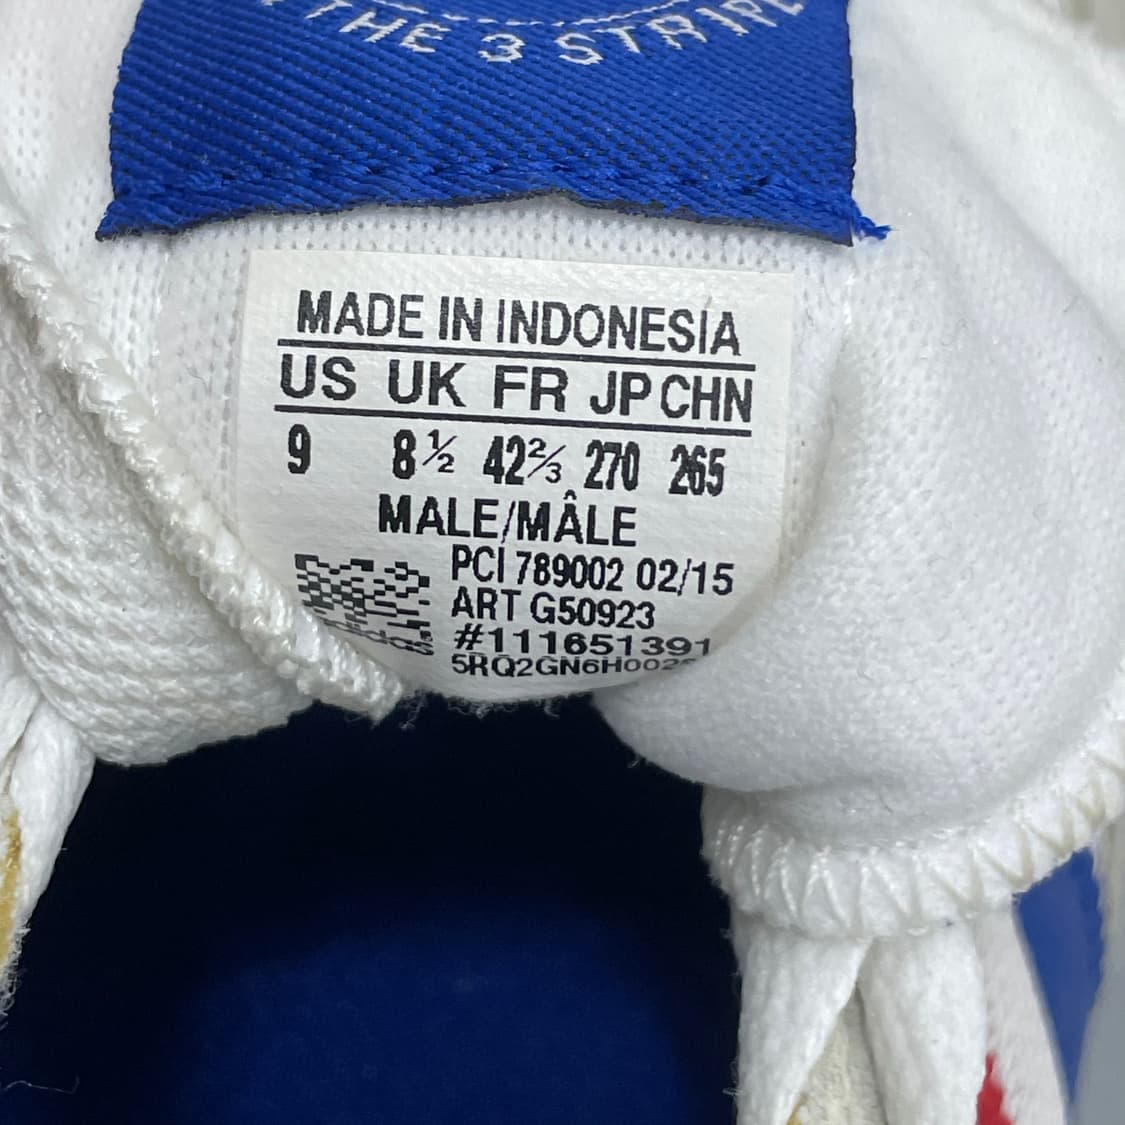 THE 3 STRIPE
MADE IN INDONESIA
US UK FR JP CHN
9 8½ 42⅔ 270 265
MALE/MÂLE
PCI 789002 02/15
ART G50923
#111651391